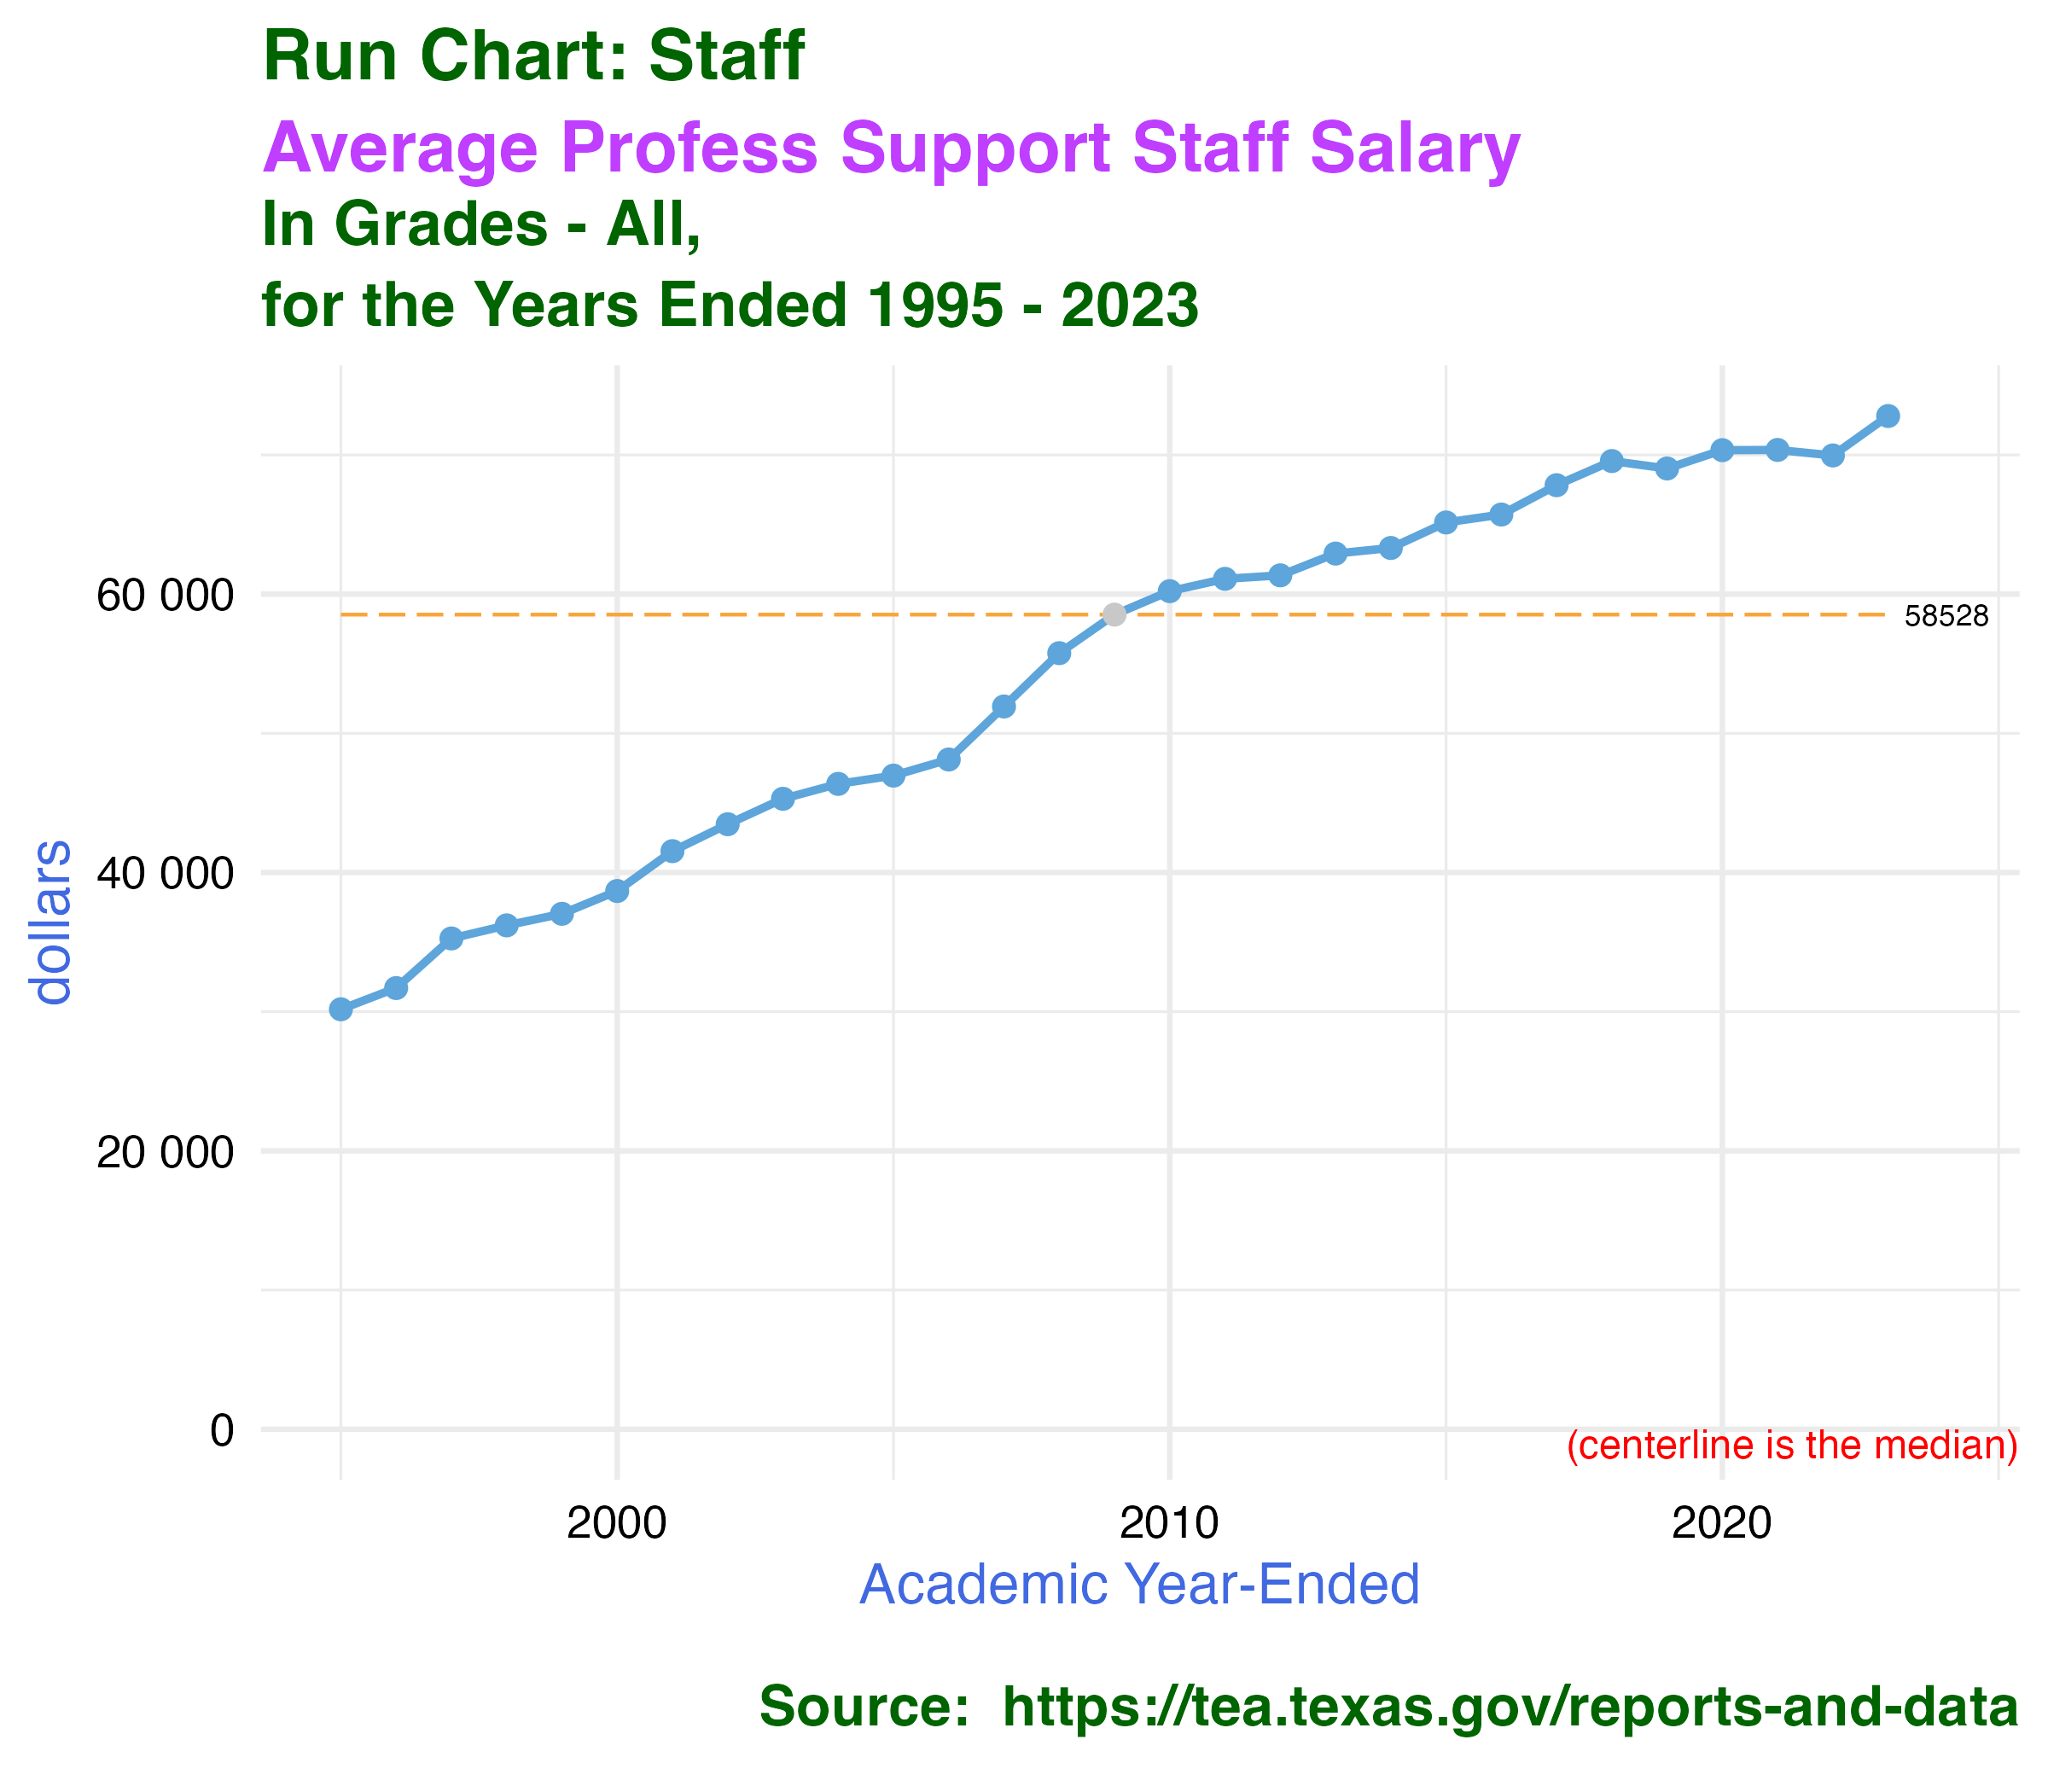 Run Chart: Staff
Average Profess Support Staff Salary
In Grades - All,
for the Years Ended 1995 - 2023
60 000
58528
40 000
dollars
20 000
0
(centerline is the median)
2000 2010 2020
Academic Year-Ended
Source: https://tea.texas.gov/reports-and-data